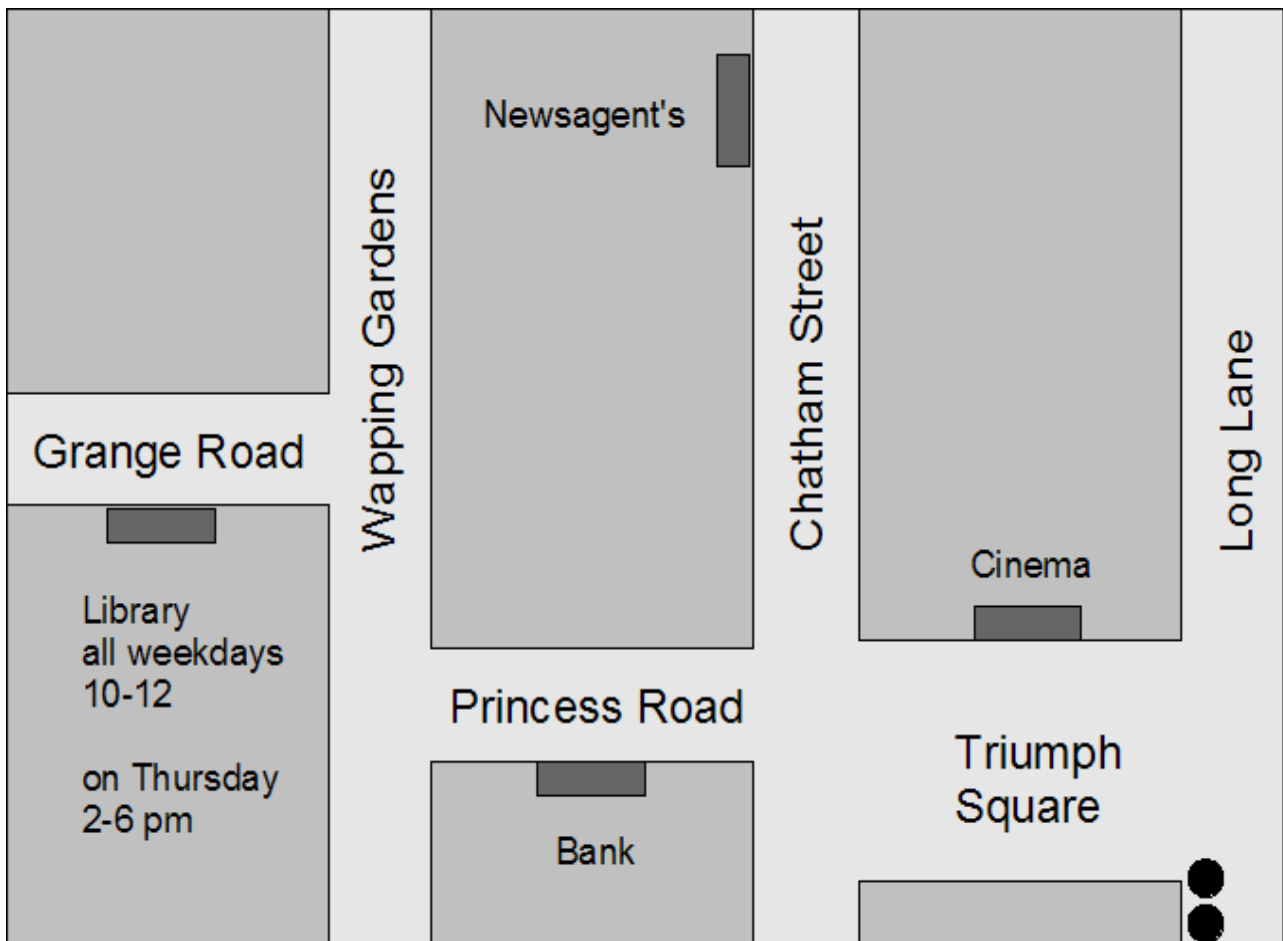 Newsagent's
Wapping Gardens
Chatham Street
Long Lane
Grange Road
Cinema
Library
all weekdays
10-12
on Thursday
2-6 pm
Princess Road
Triumph
Square
Bank